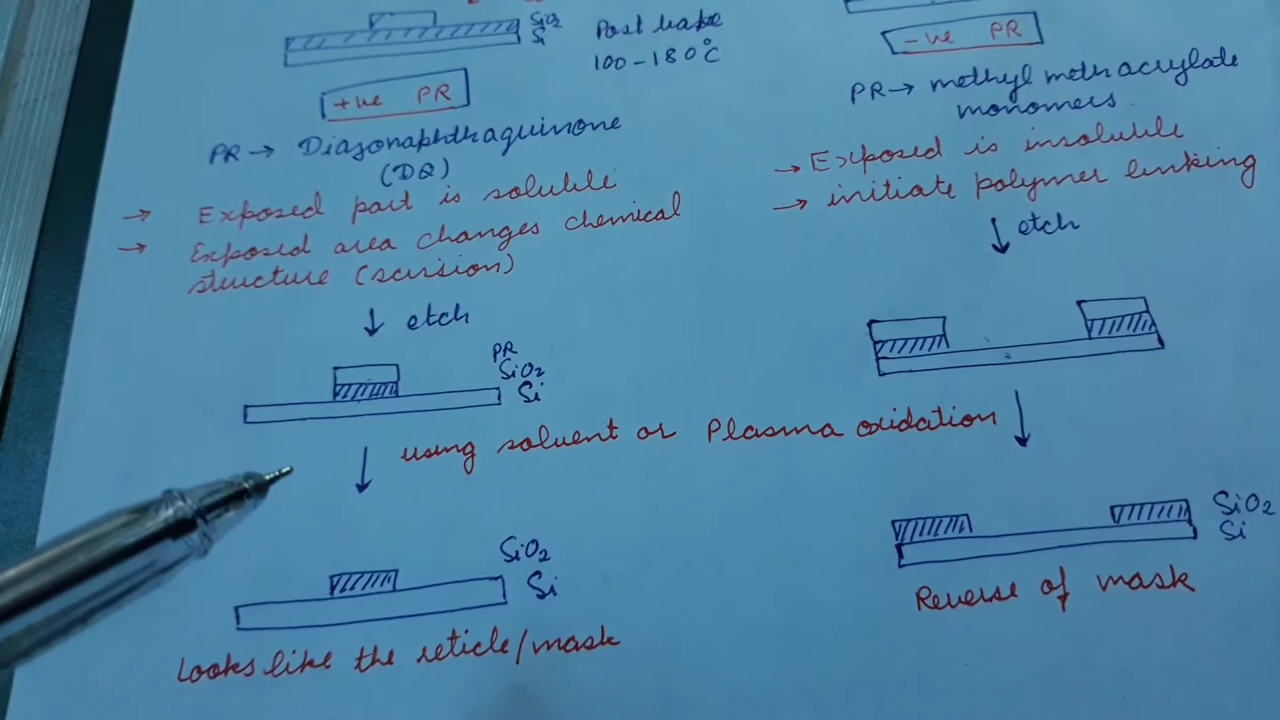 SiO2
Si
Post bake
100-180°C
+ve PR
PR → Diazonaphthaquinone
(DQ)
→ Exposed part is soluble
→ Exposed area changes chemical
structure (scission)
↓ etch
PR
SiO2
Si
using solvent or Plasma oxidation
SiO2
Si
Looks like the reticle/mask
-ve PR
PR → methyl methacrylate
monomers.
→ Exposed is insoluble
→ initiate polymer linking
↓ etch
SiO2
Si
Reverse of mask